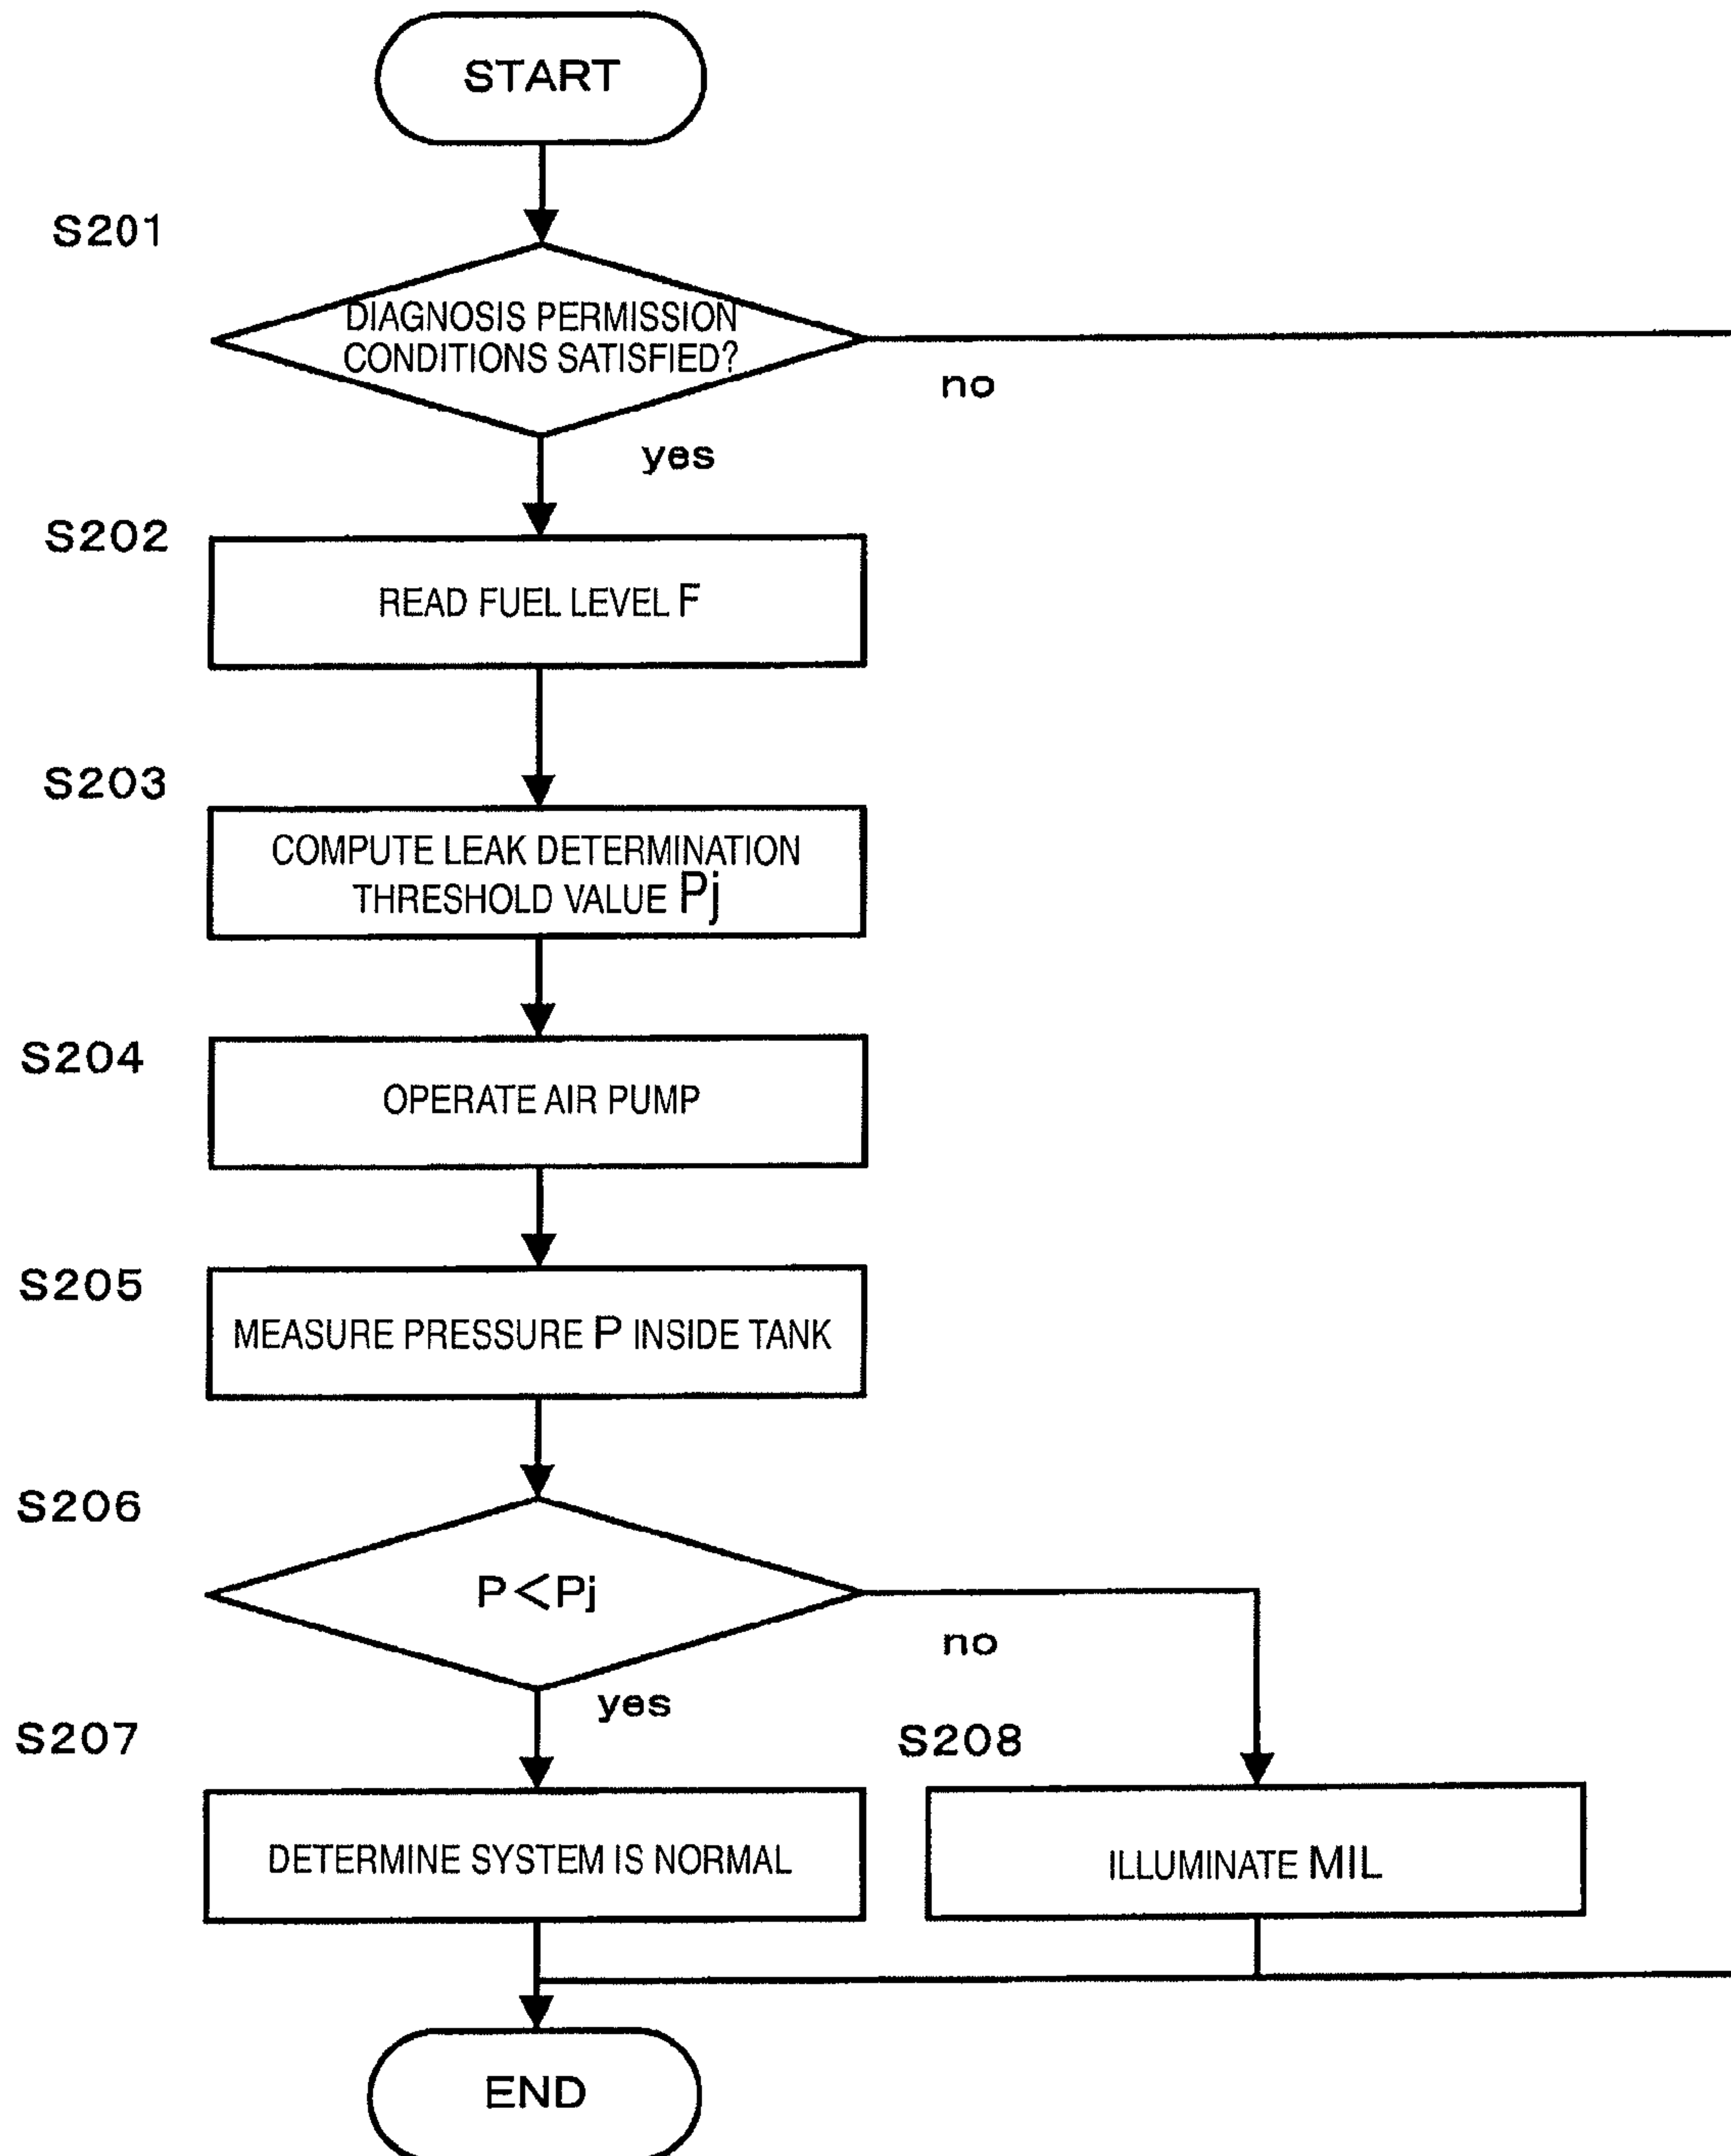 START
S201
DIAGNOSIS PERMISSION
CONDITIONS SATISFIED?
no
yes
S202
READ FUEL LEVEL F
S203
COMPUTE LEAK DETERMINATION
THRESHOLD VALUE Pj
S204
OPERATE AIR PUMP
S205
MEASURE PRESSURE P INSIDE TANK
S206
P<Pj
no
yes
S207
DETERMINE SYSTEM IS NORMAL
S208
ILLUMINATE MIL
END